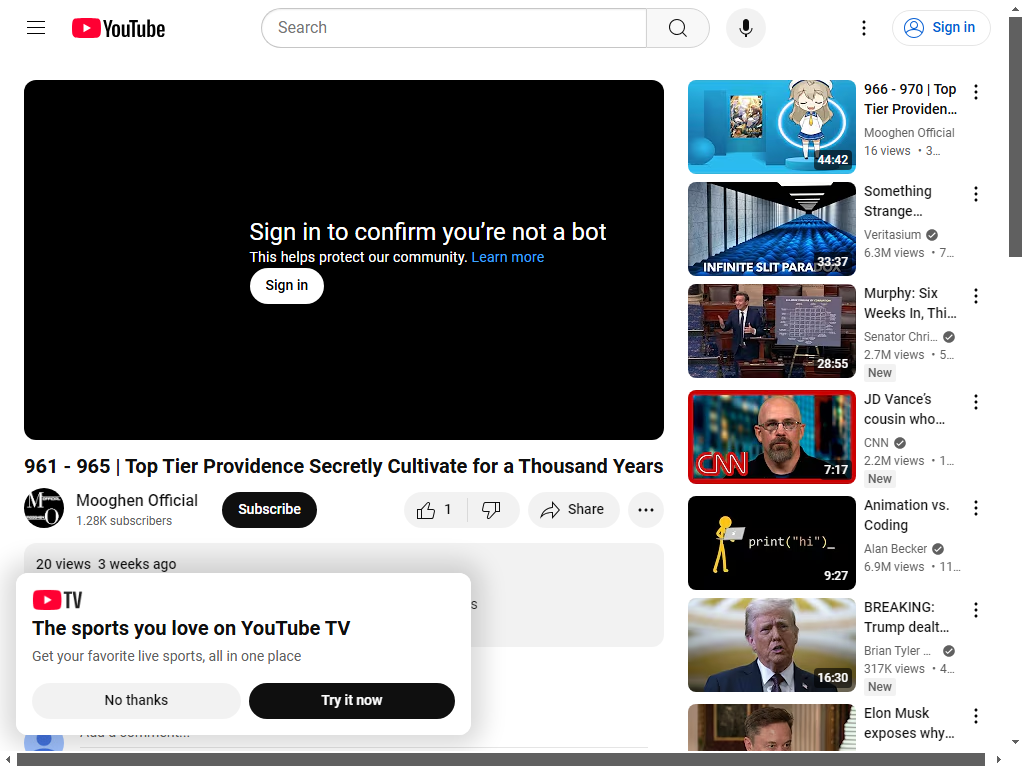 YouTube
Search
Sign in
Sign in to confirm you’re not a bot
This helps protect our community. Learn more
Sign in
961 - 965 | Top Tier Providence Secretly Cultivate for a Thousand Years
Mooghen Official
1.28K subscribers
Subscribe
1
Share
20 views 3 weeks ago
s
TV
The sports you love on YouTube TV
Get your favorite live sports, all in one place
No thanks
Try it now
Add a comment...
44:42
966 - 970 | Top
Tier Providen...
Mooghen Official
16 views • 3...
INFINITE SLIT PARADOX
33:37
Something
Strange...
Veritasium
6.3M views • 7...
28:55
Murphy: Six
Weeks In, Thi...
Senator Chri...
2.7M views • 5...
New
CNN
7:17
JD Vance’s
cousin who...
CNN
2.2M views • 1...
New
print("hi")_
9:27
Animation vs.
Coding
Alan Becker
6.9M views • 11...
16:30
BREAKING:
Trump dealt...
Brian Tyler ...
317K views • 4...
New
Elon Musk
exposes why...